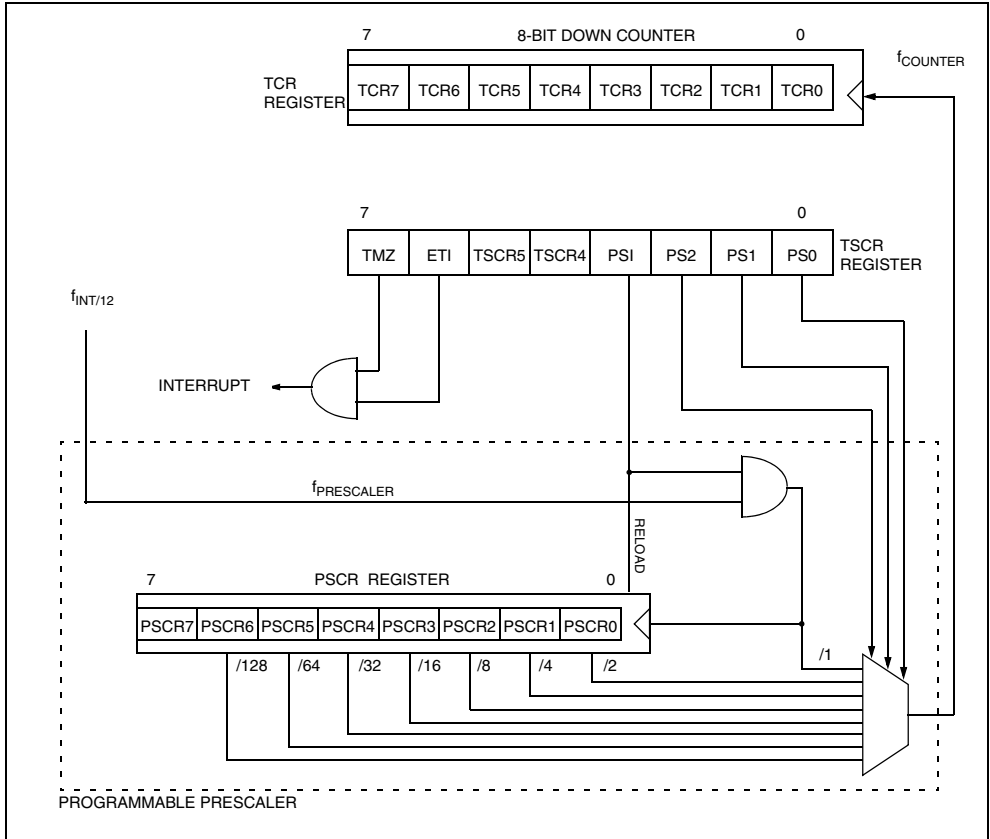 7 8-BIT DOWN COUNTER 0
fCOUNTER
TCR
REGISTER
TCR7 TCR6 TCR5 TCR4 TCR3 TCR2 TCR1 TCR0
7 0
TMZ ETI TSCR5 TSCR4 PSI PS2 PS1 PS0
TSCR
REGISTER
fINT/12
INTERRUPT
fPRESCALER
RELOAD
7 PSCR REGISTER 0
PSCR7 PSCR6 PSCR5 PSCR4 PSCR3 PSCR2 PSCR1 PSCR0
/128 /64 /32 /16 /8 /4 /2 /1
PROGRAMMABLE PRESCALER